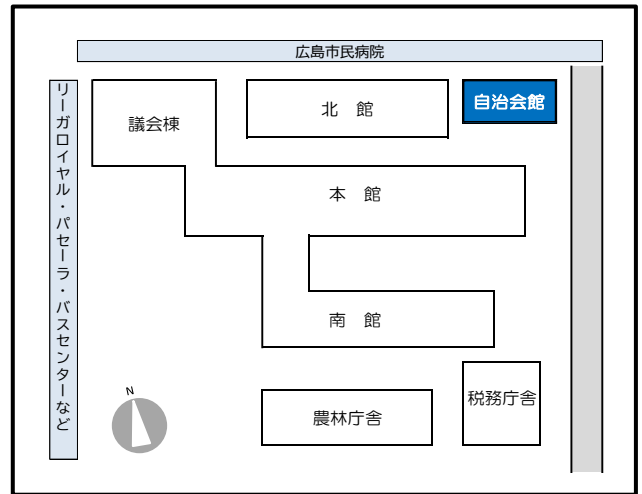 広島市民病院
リーガロイヤル・パセーラ・バスセンターなど
議会棟
北　館
自治会館
本　館
南　館
N
農林庁舎
税務庁舎